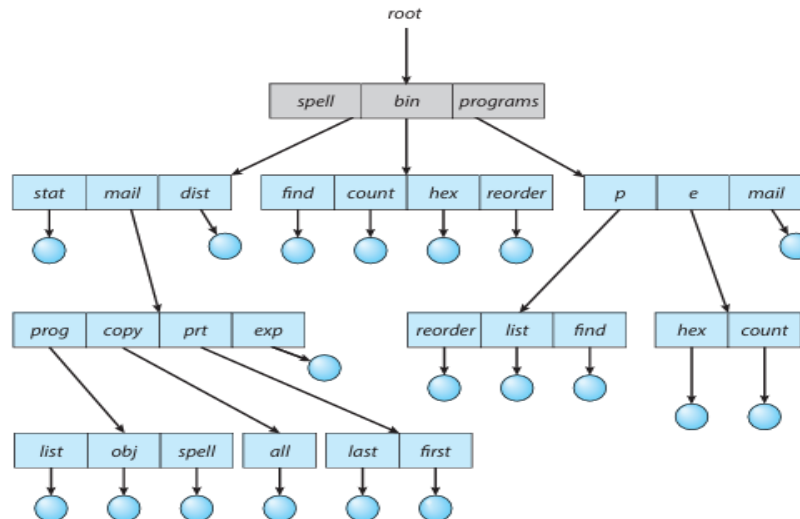 root
spell bin programs
stat mail dist find count hex reorder p e mail
prog copy prt exp reorder list find hex count
list obj spell all last first